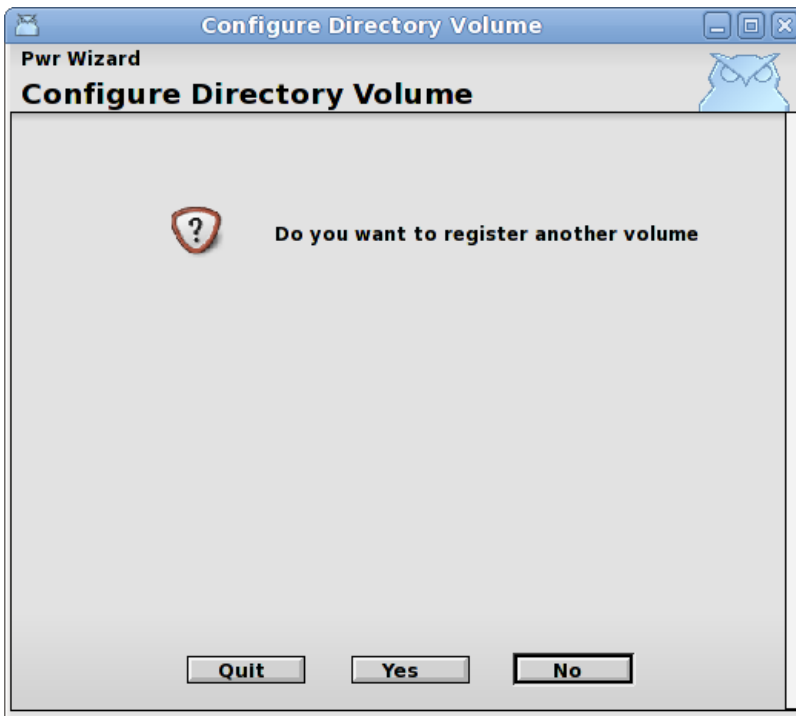 Configure Directory Volume
Pwr Wizard
Configure Directory Volume
?
Do you want to register another volume
Quit Yes No